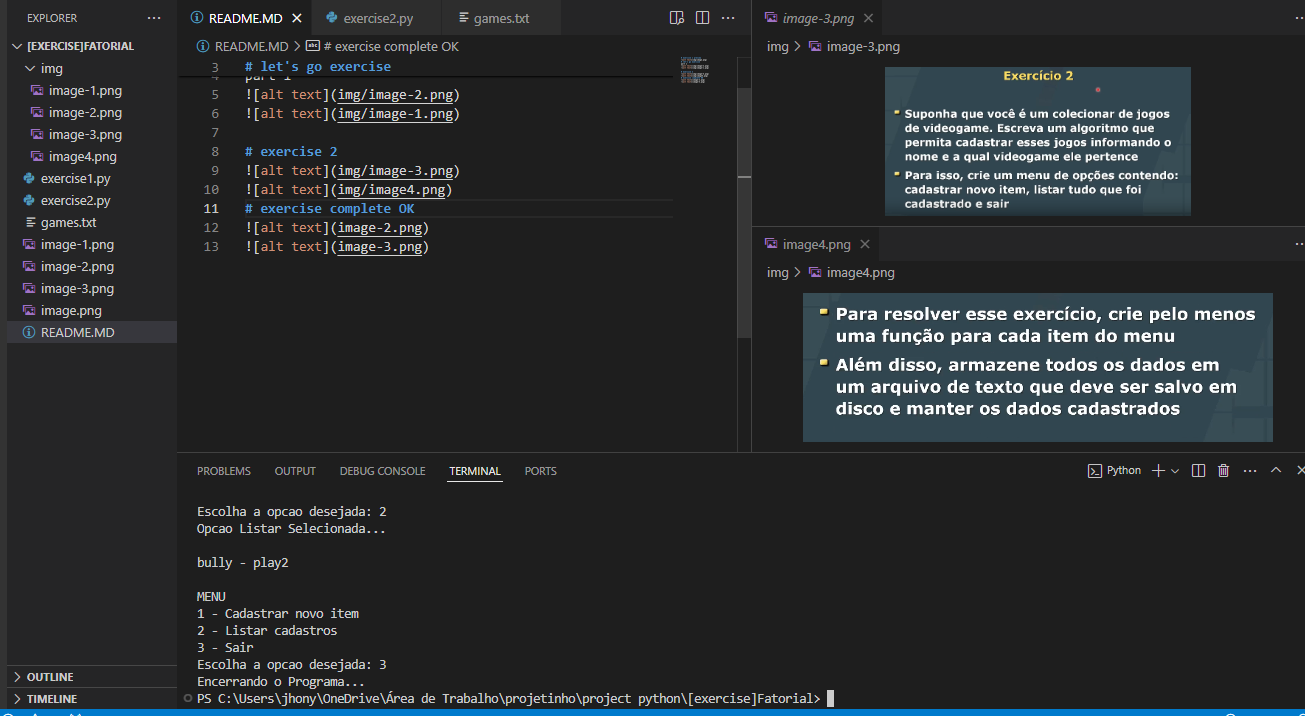 EXPLORER
[EXERCISE]FATORIAL
img
image-1.png
image-2.png
image-3.png
image4.png
exercise1.py
exercise2.py
games.txt
image-1.png
image-2.png
image-3.png
image.png
README.MD
OUTLINE
TIMELINE
README.MD
exercise2.py
games.txt
README.MD > # exercise complete OK
3 # let's go exercise
4 part 1
5 ![alt text](img/image-2.png)
6 ![alt text](img/image-1.png)
7
8 # exercise 2
9 ![alt text](img/image-3.png)
10 ![alt text](img/image4.png)
11 # exercise complete OK
12 ![alt text](image-2.png)
13 ![alt text](image-3.png)
image-3.png
img > image-3.png
Exercício 2
Suponha que você é um colecionar de jogos
de videogame. Escreva um algoritmo que
permita cadastrar esses jogos informando o
nome e a qual videogame ele pertence
Para isso, crie um menu de opções contendo:
cadastrar novo item, listar tudo que foi
cadastrado e sair
image4.png
img > image4.png
Para resolver esse exercício, crie pelo menos
uma função para cada item do menu
Além disso, armazene todos os dados em
um arquivo de texto que deve ser salvo em
disco e manter os dados cadastrados
PROBLEMS OUTPUT DEBUG CONSOLE TERMINAL PORTS
Python
Escolha a opcao desejada: 2
Opcao Listar Selecionada...
bully - play2
MENU
1 - Cadastrar novo item
2 - Listar cadastros
3 - Sair
Escolha a opcao desejada: 3
Encerrando o Programa...
PS C:\Users\jhony\OneDrive\Área de Trabalho\projetinho\project python\[exercise]Fatorial>